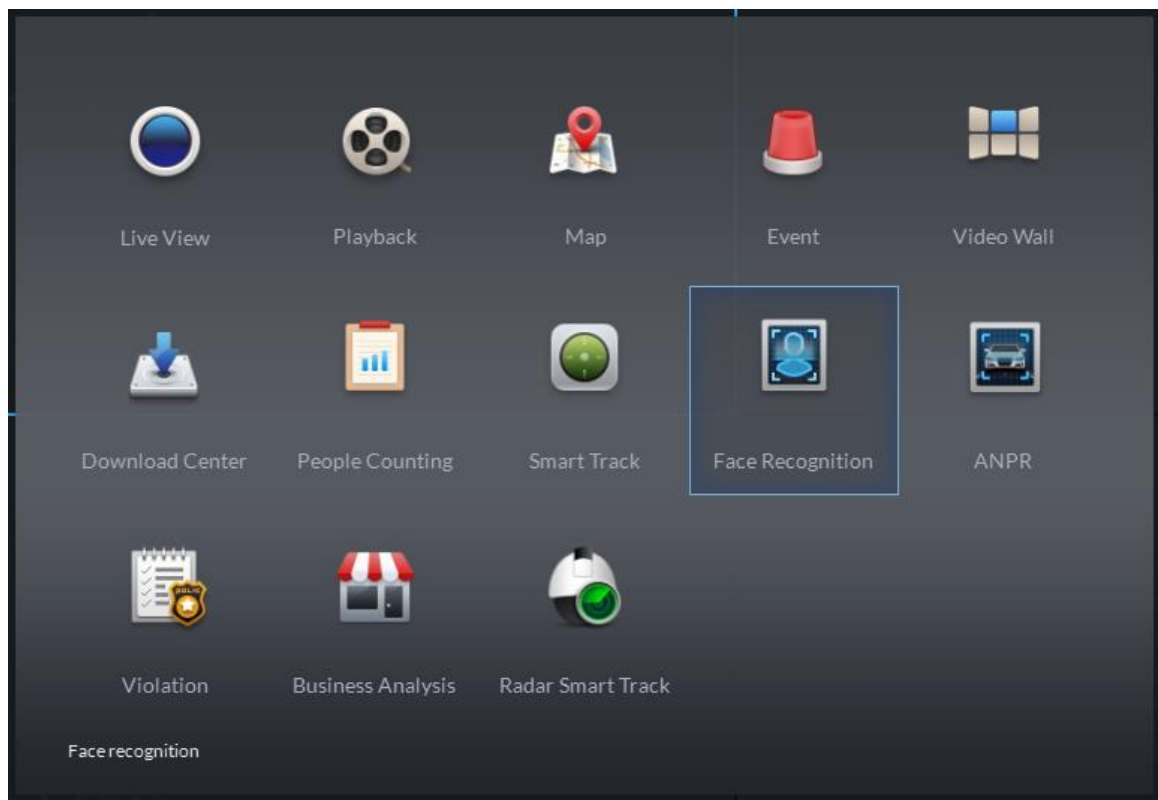 Live View
Playback
Map
Event
Video Wall
Download Center
People Counting
Smart Track
Face Recognition
ANPR
POLICE
Violation
Business Analysis
Radar Smart Track
Face recognition